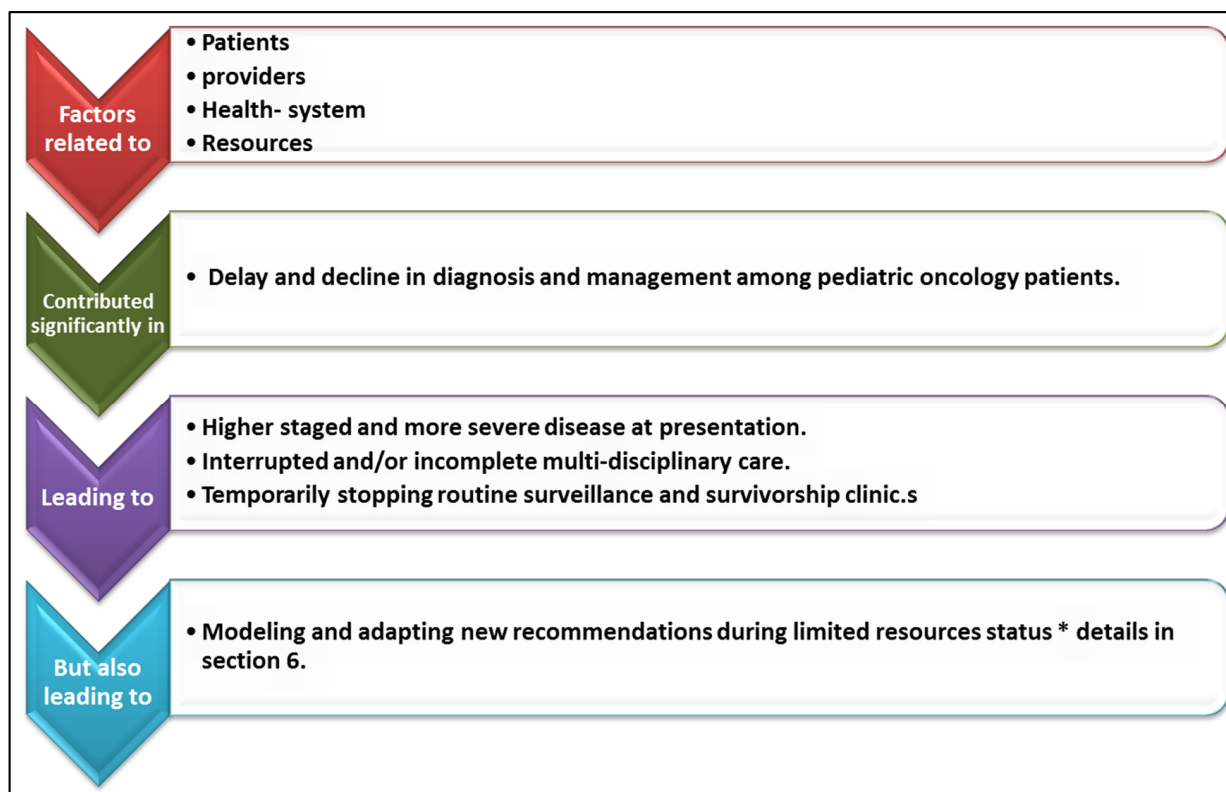 Factors
related to
• Patients
• providers
• Health- system
• Resources
Contributed
significantly in
• Delay and decline in diagnosis and management among pediatric oncology patients.
Leading to
• Higher staged and more severe disease at presentation.
• Interrupted and/or incomplete multi-disciplinary care.
• Temporarily stopping routine surveillance and survivorship clinic.s
But also
leading to
• Modeling and adapting new recommendations during limited resources status * details in
section 6.